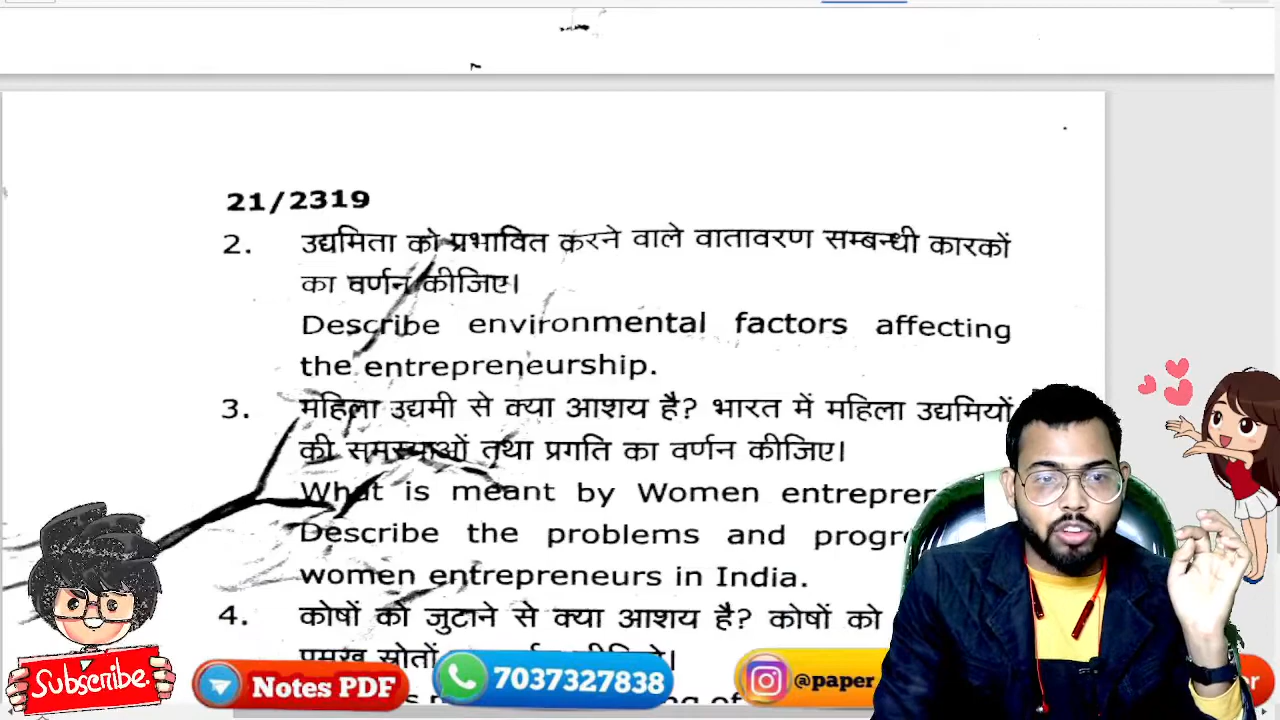 21/2319
2. उद्यमिता को प्रभावित करने वाले वातावरण सम्बन्धी कारकों
का वर्णन कीजिए।
Describe environmental factors affecting
the entrepreneurship.
3. महिला उद्यमी से क्या आशय है? भारत में महिला उद्यमियों
की समस्याओं तथा प्रगति का वर्णन कीजिए।
What is meant by Women
Describe the problems and
women entrepreneurs in India.
4. कोषों को जुटाने से क्या आशय है? कोषों को
प्रमुख स्रोतों
of
Subscribe.
Notes PDF
7037327838
@paper